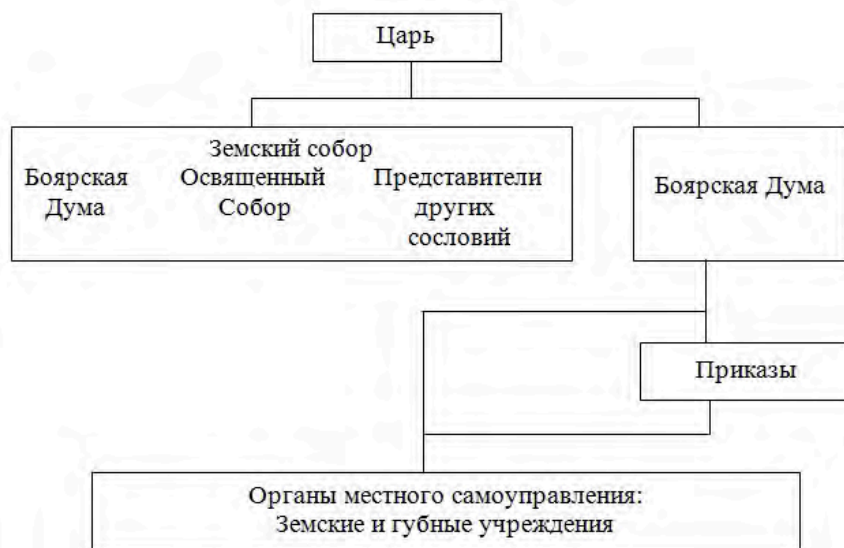 Царь
Земский собор
Боярская Дума
Освященный Собор
Представители других сословий
Боярская Дума
Приказы
Органы местного самоуправления:
Земские и губные учреждения